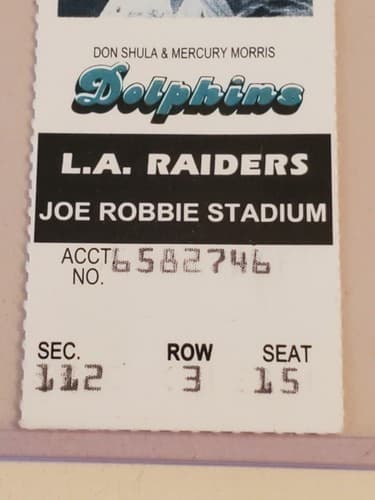 DON SHULA & MERCURY MORRIS
Dolphins
L.A. RAIDERS
JOE ROBBIE STADIUM
ACCT 6582746
NO.
SEC. ROW SEAT
112 3 15